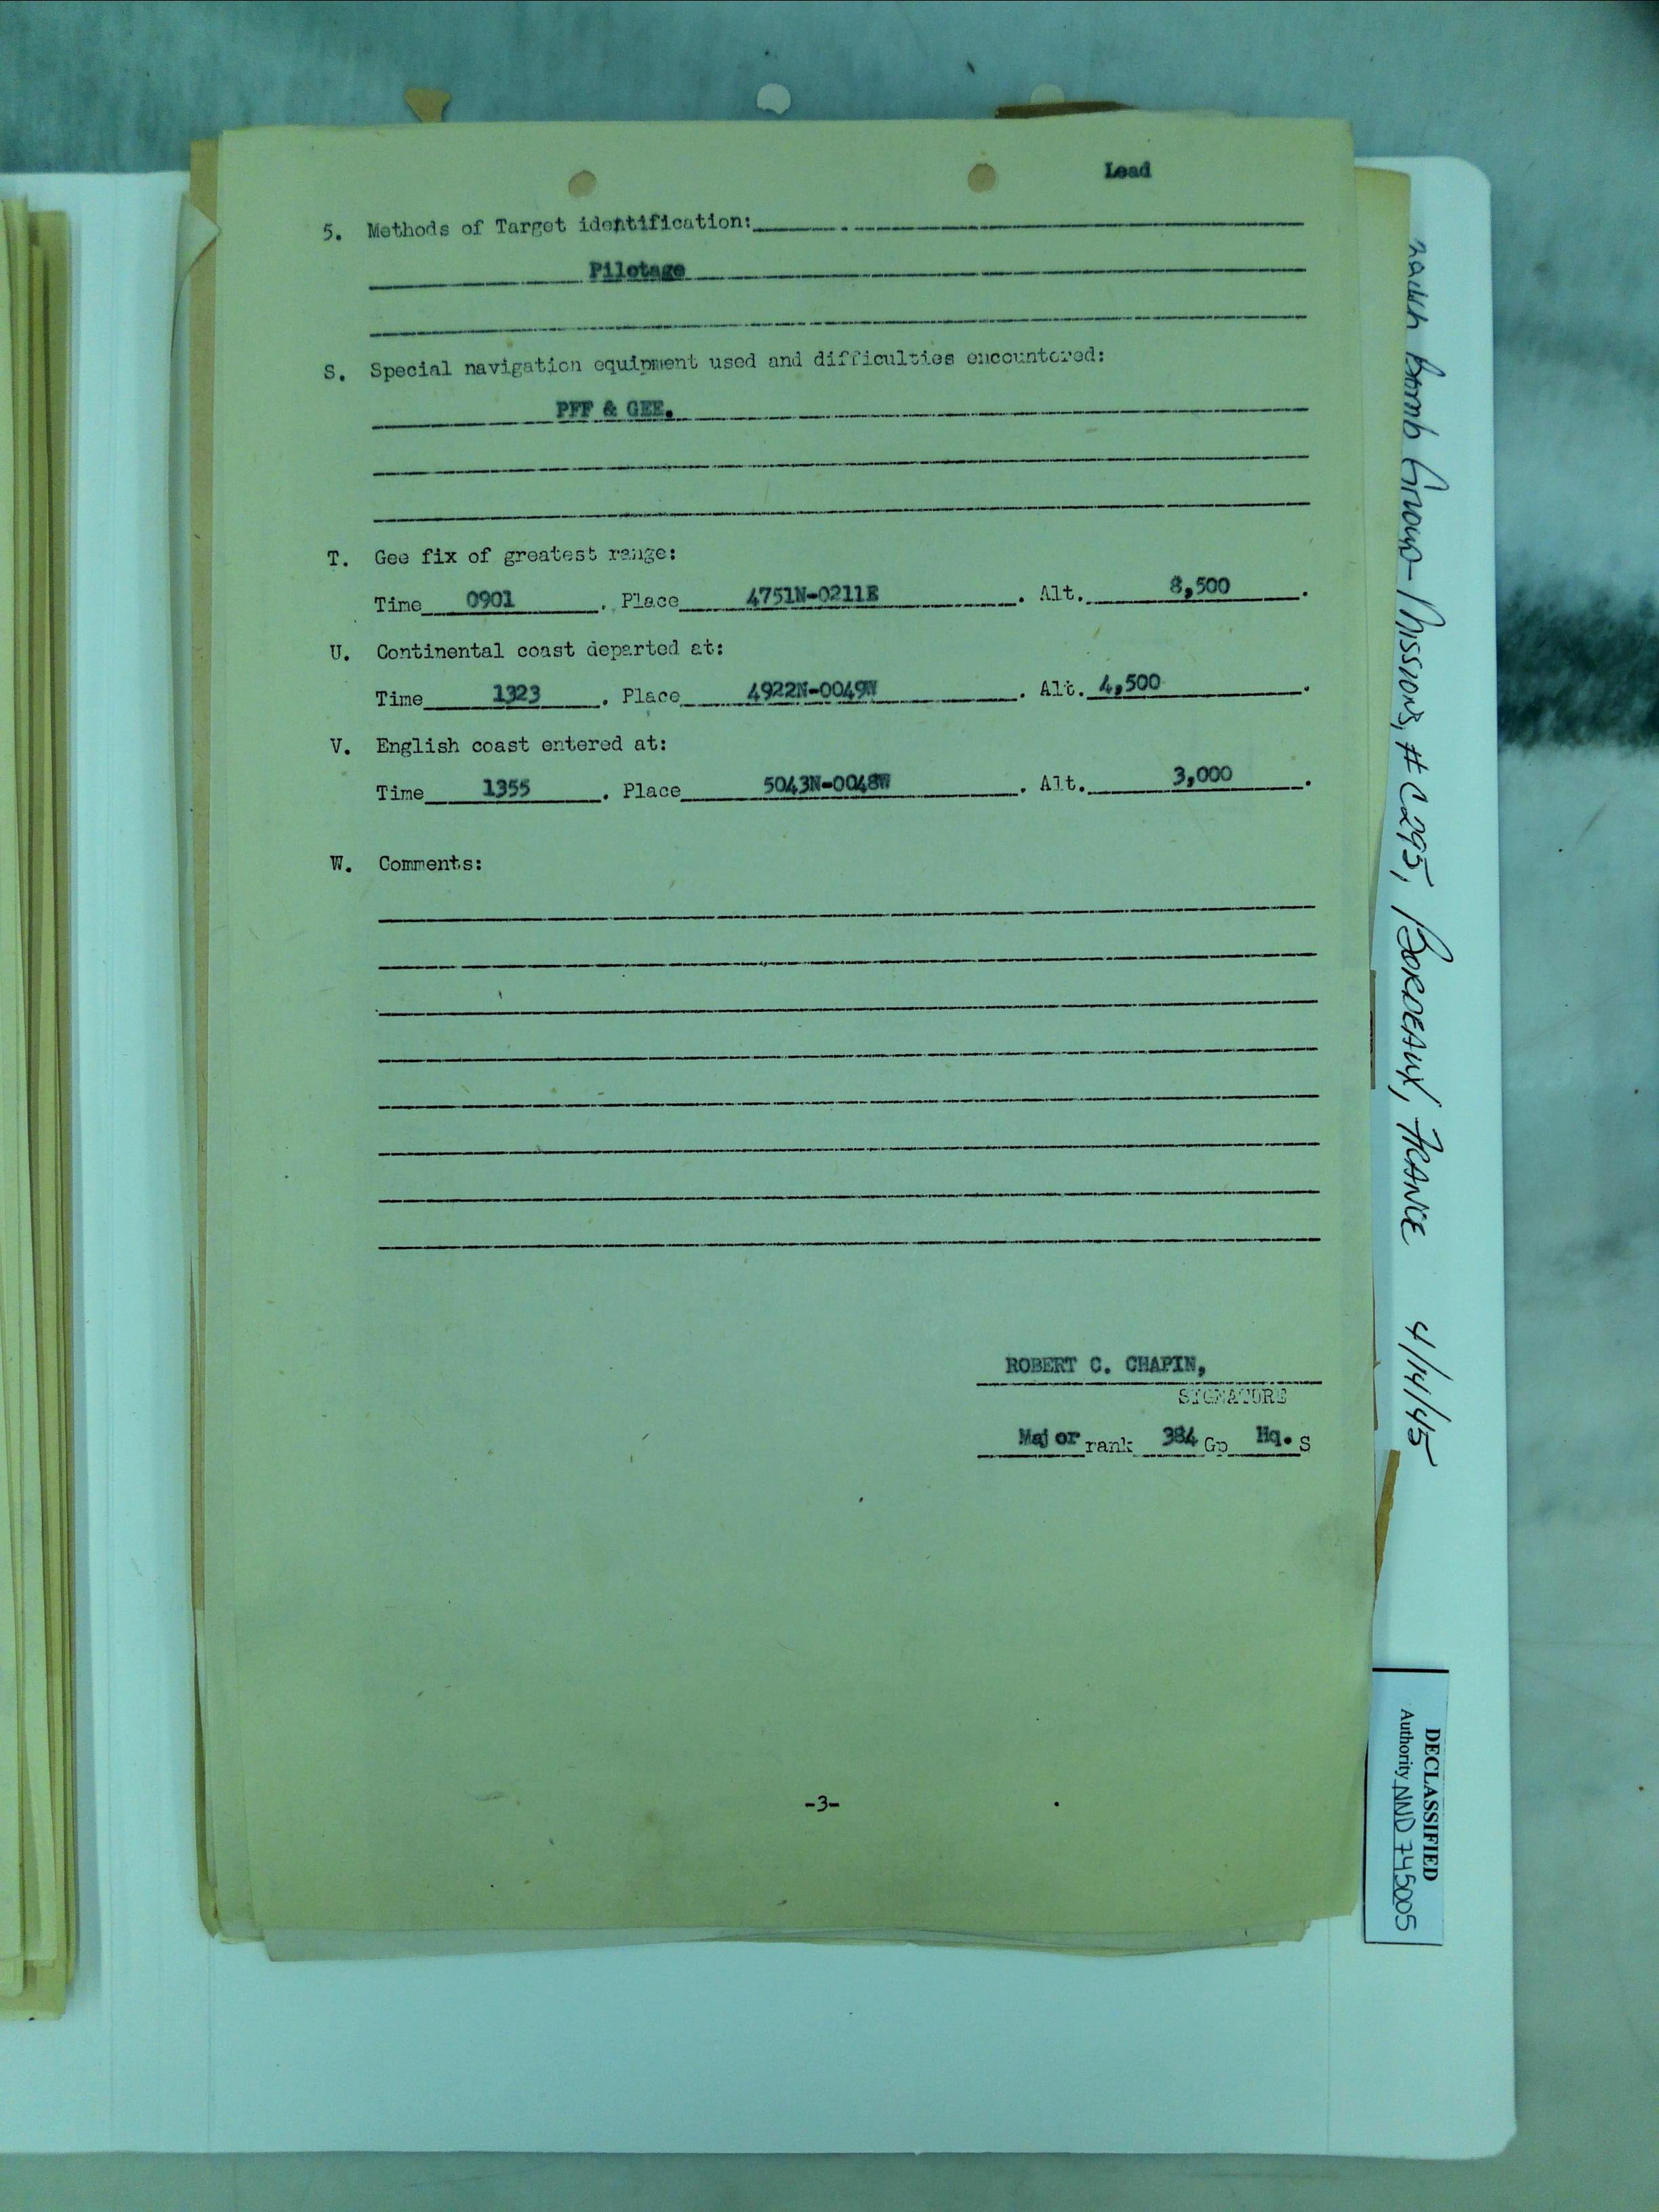 Lead
5. Methods of Target identification:
Pilotage
S. Special navigation equipment used and difficulties encountered:
PFF & GEE.
T. Gee fix of greatest range:
Time 0901. Place 4751N-0211E. Alt. 8,500.
U. Continental coast departed at:
Time 1323. Place 4922N-0049W. Alt. 4,500.
V. English coast entered at:
Time 1355. Place 5043N-0048W. Alt. 3,000.
W. Comments:
ROBERT C. CHAPIN,
SIGNATURE
Major rank 384 Gp Hq. S
-3-
Bomb Group - Missions, # C295, BORDEAUX, FRANCE 4/14/45
DECLASSIFIED
Authority NND 745005